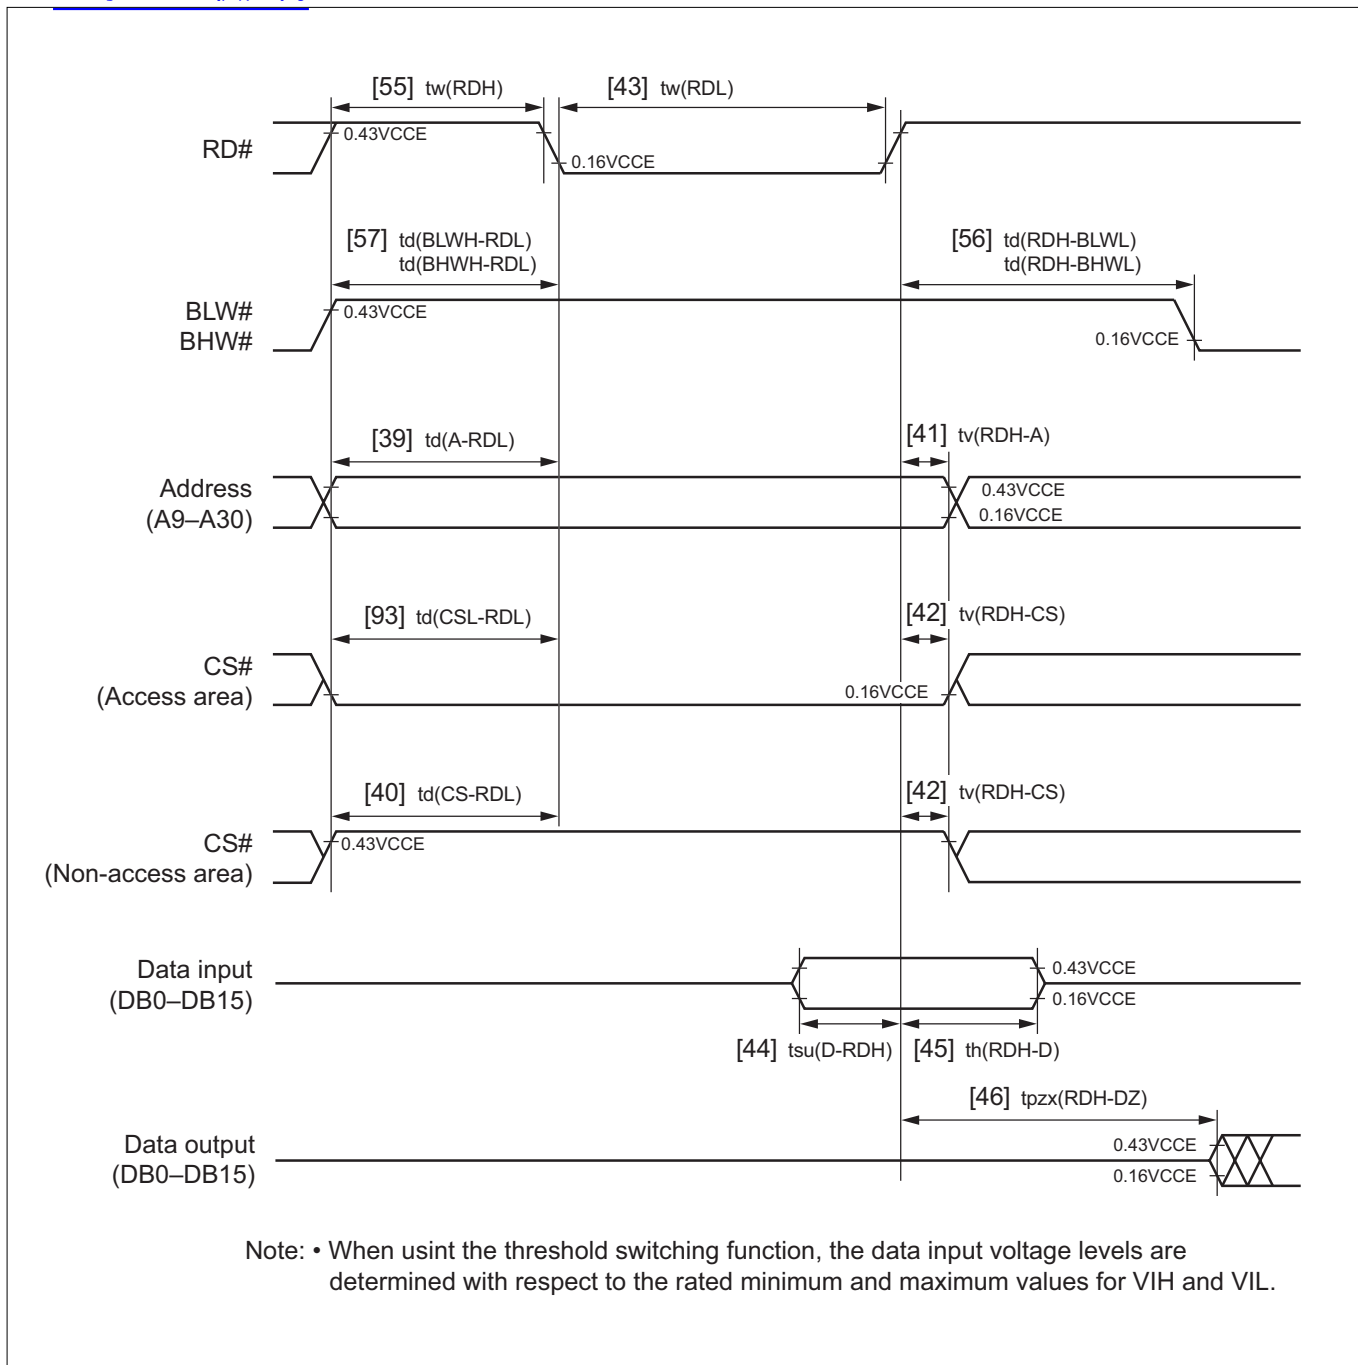 [55] tw(RDH)
[43] tw(RDL)
RD#
0.43VCCE
0.16VCCE
[57] td(BLWH-RDL)
td(BHWH-RDL)
[56] td(RDH-BLWL)
td(RDH-BHWL)
BLW#
BHW#
0.43VCCE
0.16VCCE
[39] td(A-RDL)
[41] tv(RDH-A)
Address
(A9–A30)
0.43VCCE
0.16VCCE
[93] td(CSL-RDL)
[42] tv(RDH-CS)
CS#
(Access area)
0.16VCCE
[40] td(CS-RDL)
[42] tv(RDH-CS)
CS#
(Non-access area)
0.43VCCE
Data input
(DB0–DB15)
0.43VCCE
0.16VCCE
[44] tsu(D-RDH)
[45] th(RDH-D)
[46] tpzx(RDH-DZ)
Data output
(DB0–DB15)
0.43VCCE
0.16VCCE
Note: • When usint the threshold switching function, the data input voltage levels are
determined with respect to the rated minimum and maximum values for VIH and VIL.